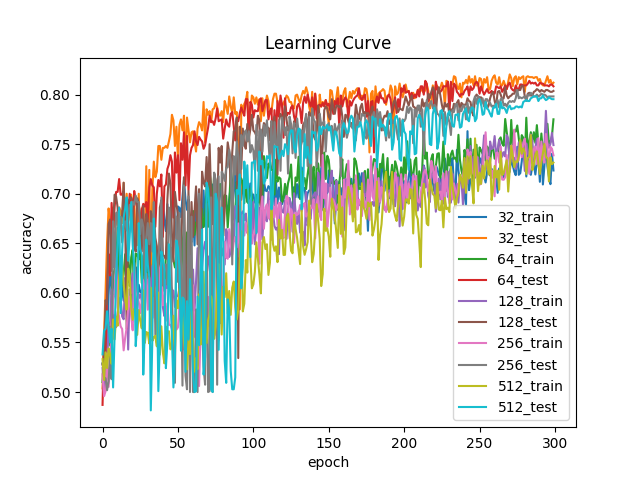 Learning Curve
accuracy
0.80
0.75
0.70
0.65
0.60
0.55
0.50
0
50
100
150
200
250
300
epoch
32_train
32_test
64_train
64_test
128_train
128_test
256_train
256_test
512_train
512_test